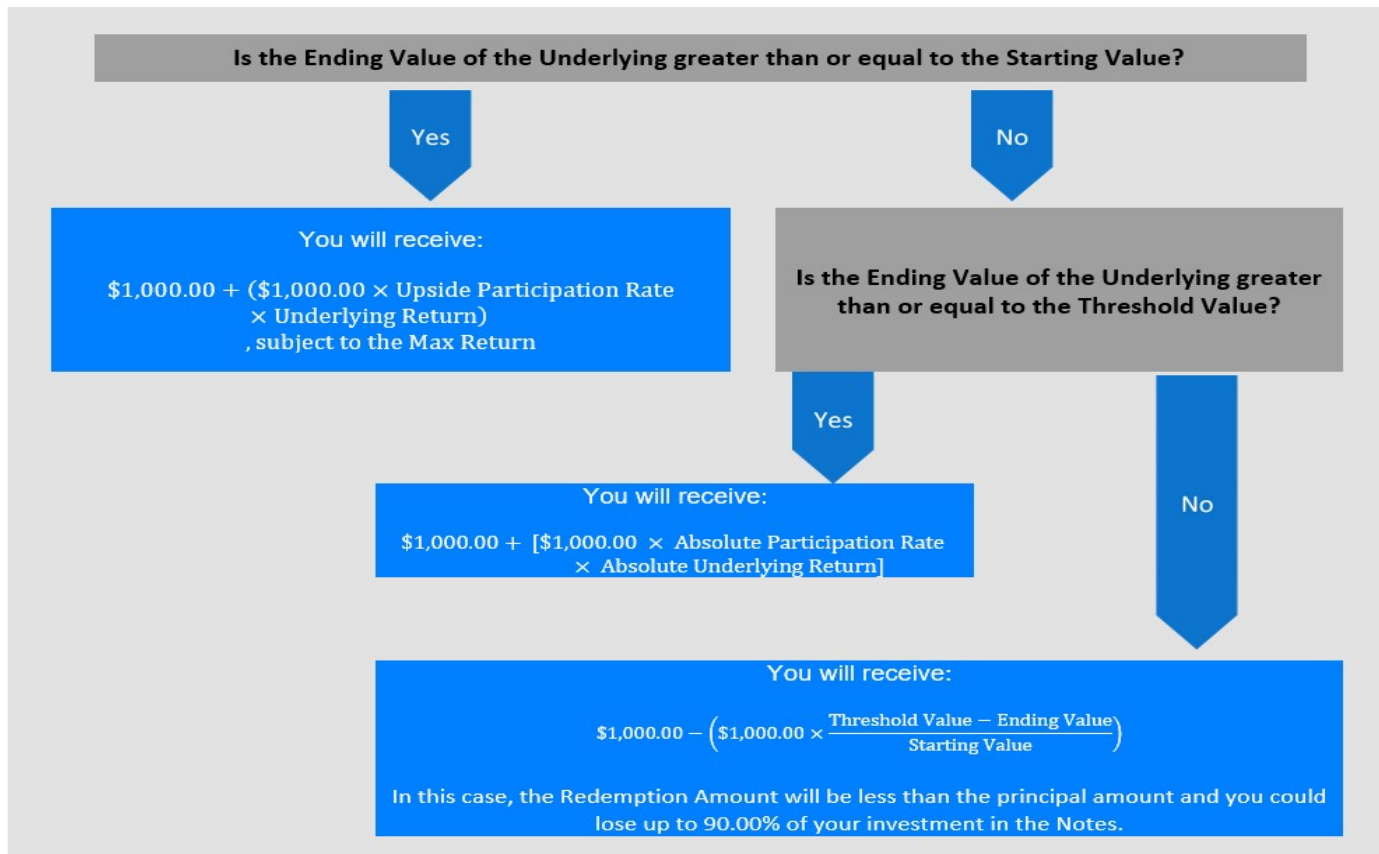 Is the Ending Value of the Underlying greater than or equal to the Starting Value?
Yes
No
You will receive:
$1,000.00 + ($1,000.00 × Upside Participation Rate
× Underlying Return)
, subject to the Max Return
Is the Ending Value of the Underlying greater
than or equal to the Threshold Value?
Yes
No
You will receive:
$1,000.00 + [$1,000.00 × Absolute Participation Rate
× Absolute Underlying Return]
You will receive:
$1,000.00 − ($1,000.00 × (Threshold Value − Ending Value) / Starting Value)
In this case, the Redemption Amount will be less than the principal amount and you could
lose up to 90.00% of your investment in the Notes.